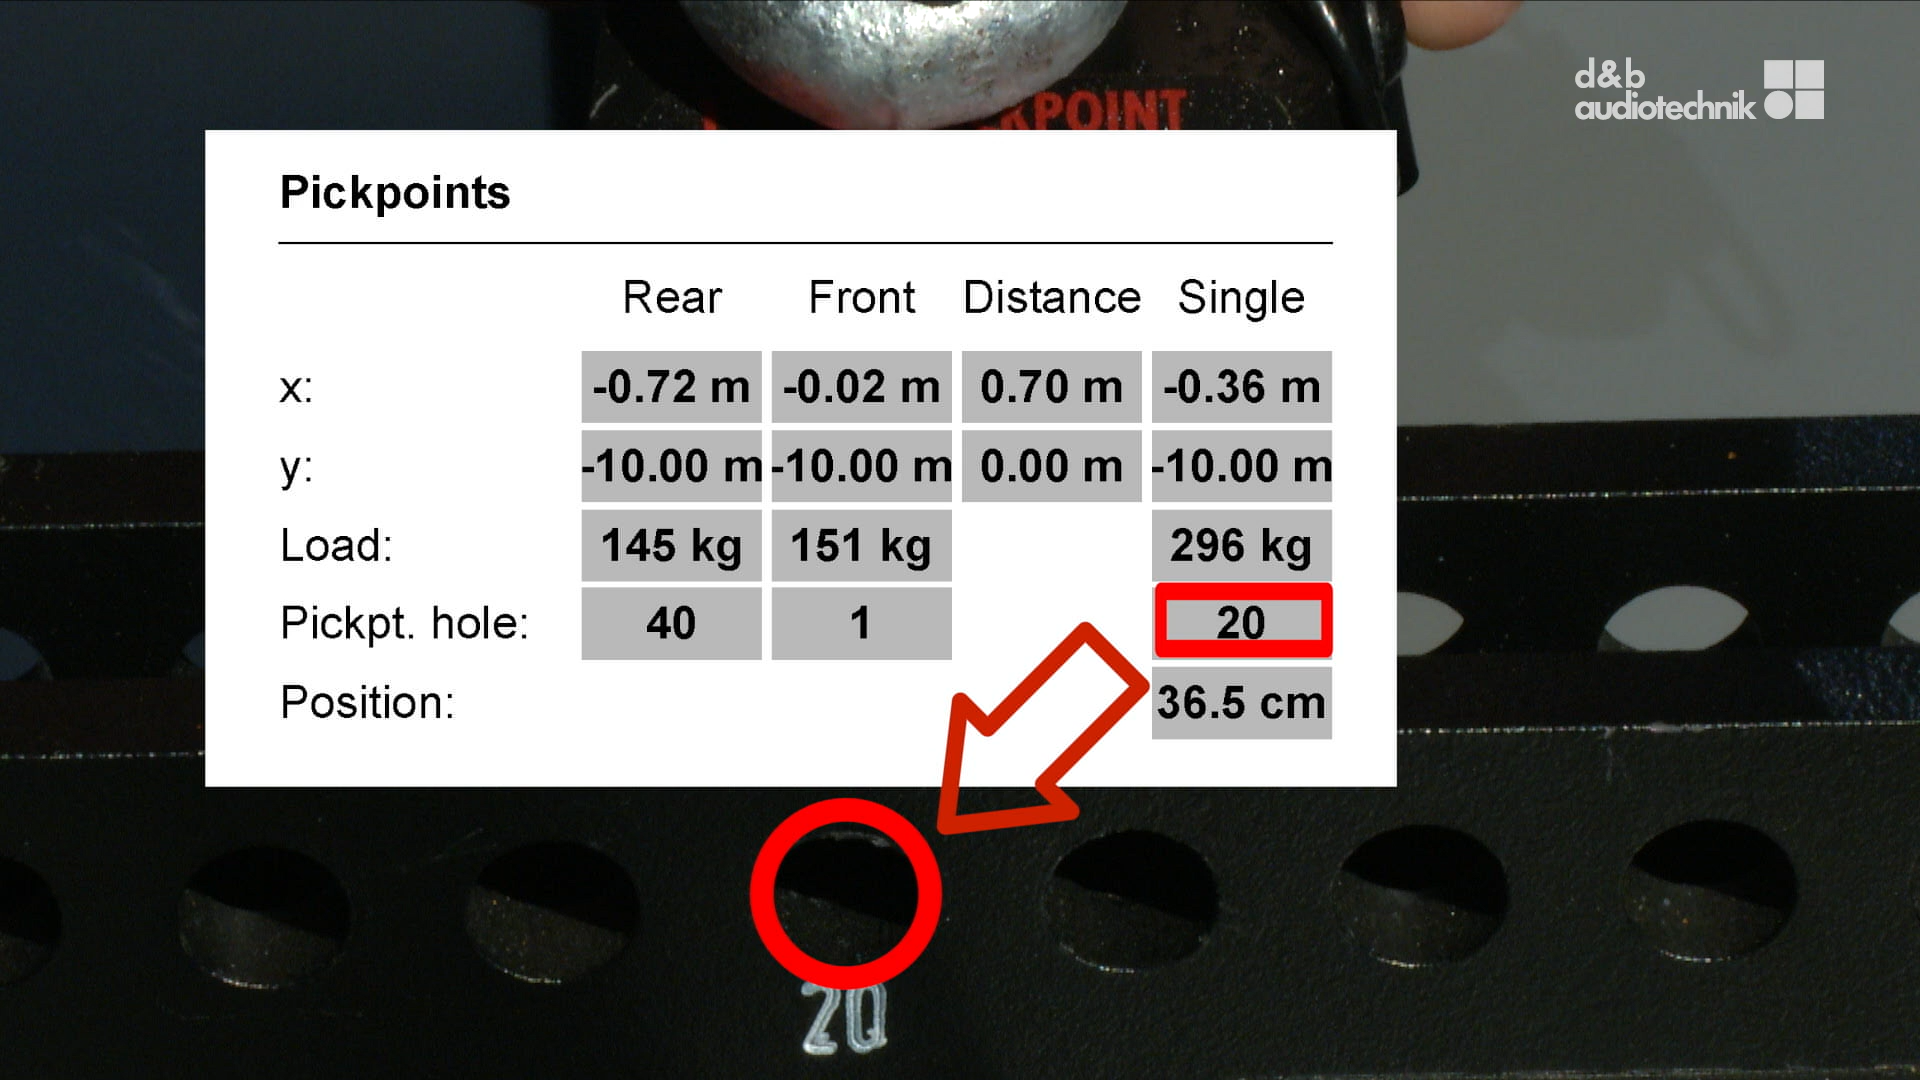 d&b
audiotechnik
PICKPOINT
Pickpoints
Rear Front Distance Single
x: -0.72 m -0.02 m 0.70 m -0.36 m
y: -10.00 m -10.00 m 0.00 m -10.00 m
Load: 145 kg 151 kg 296 kg
Pickpt. hole: 40 1 20
Position: 36.5 cm
20